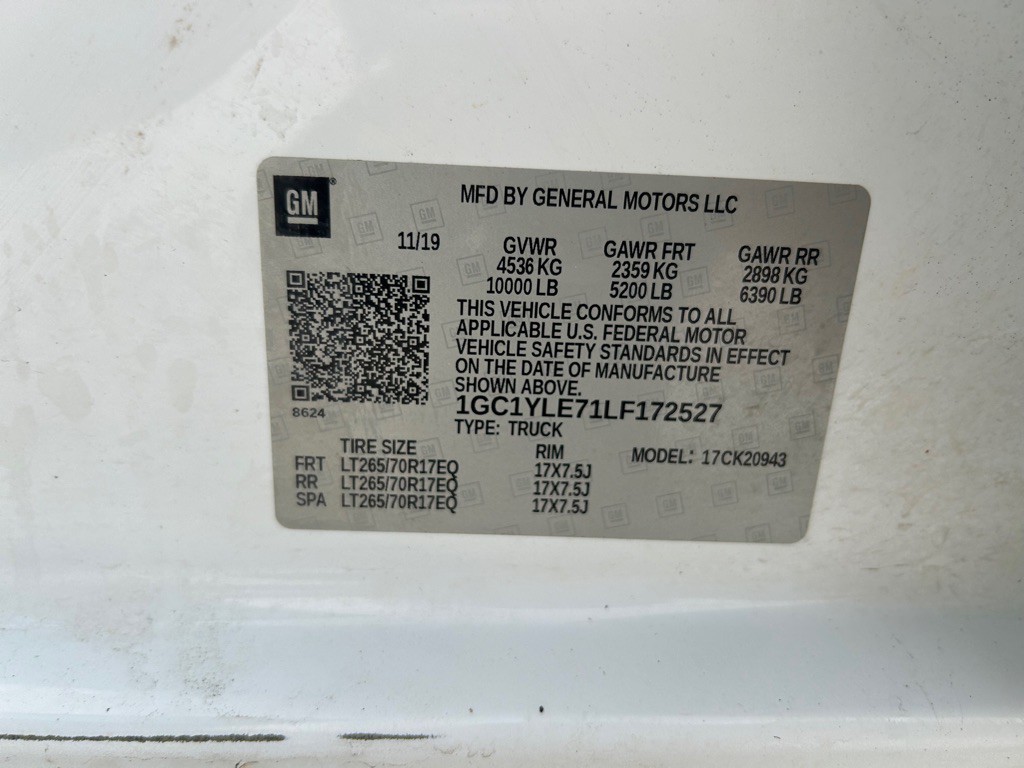 GM®
MFD BY GENERAL MOTORS LLC
11/19 GVWR GAWR FRT GAWR RR
4536 KG 2359 KG 2898 KG
10000 LB 5200 LB 6390 LB
THIS VEHICLE CONFORMS TO ALL
APPLICABLE U.S. FEDERAL MOTOR
VEHICLE SAFETY STANDARDS IN EFFECT
ON THE DATE OF MANUFACTURE
SHOWN ABOVE.
8624
1GC1YLE71LF172527
TYPE: TRUCK
TIRE SIZE RIM MODEL: 17CK20943
FRT LT265/70R17EQ 17X7.5J
RR LT265/70R17EQ 17X7.5J
SPA LT265/70R17EQ 17X7.5J